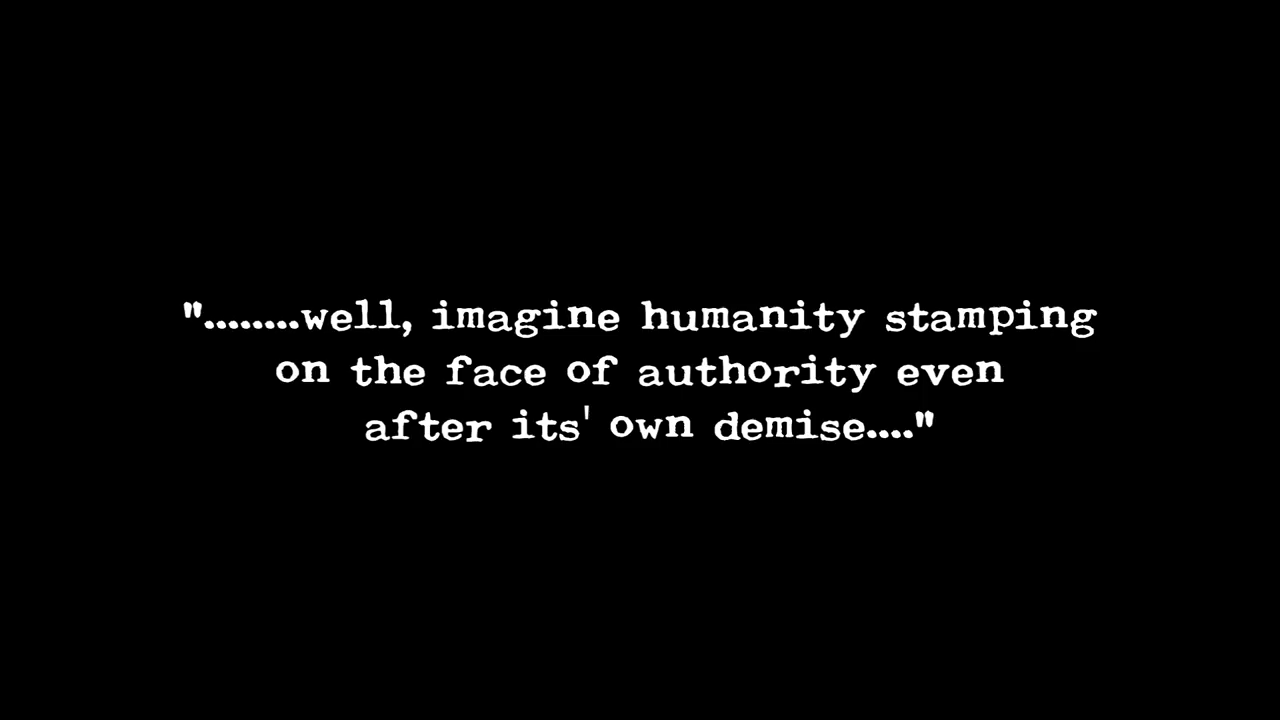 "........well, imagine humanity stamping
on the face of authority even
after its' own demise...."